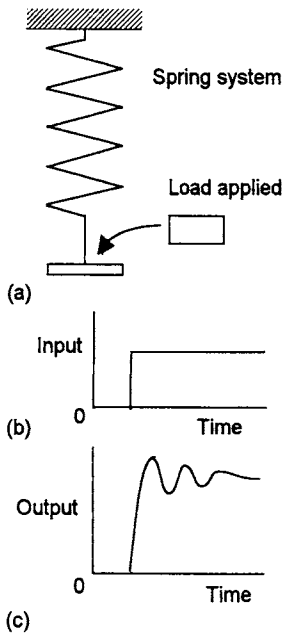 Spring system
Load applied
(a)
Input
0
Time
(b)
Output
0
Time
(c)